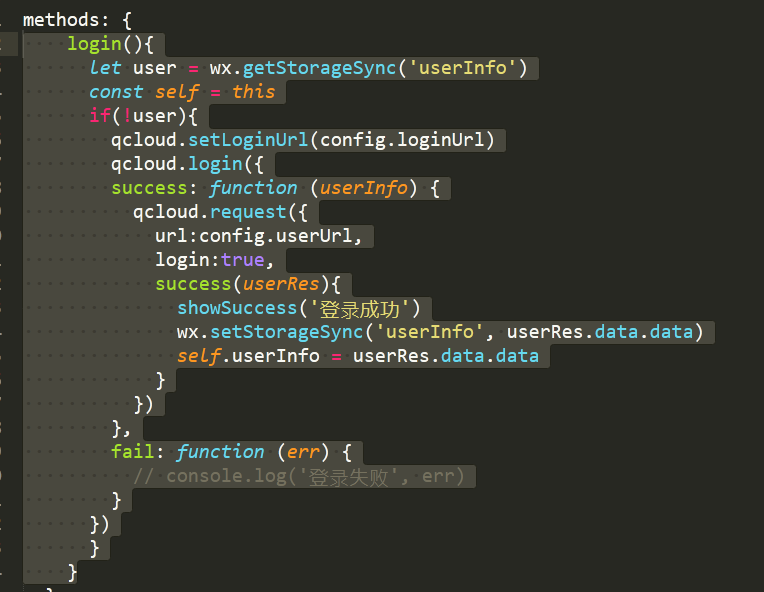 methods: {
login(){
let user = wx.getStorageSync('userInfo')
const self = this
if(!user){
qcloud.setLoginUrl(config.loginUrl)
qcloud.login({
success: function (userInfo) {
qcloud.request({
url:config.userUrl,
login:true,
success(userRes){
showSuccess('登录成功')
wx.setStorageSync('userInfo', userRes.data.data)
self.userInfo = userRes.data.data
}
})
},
fail: function (err) {
// console.log('登录失败', err)
}
})
}
}